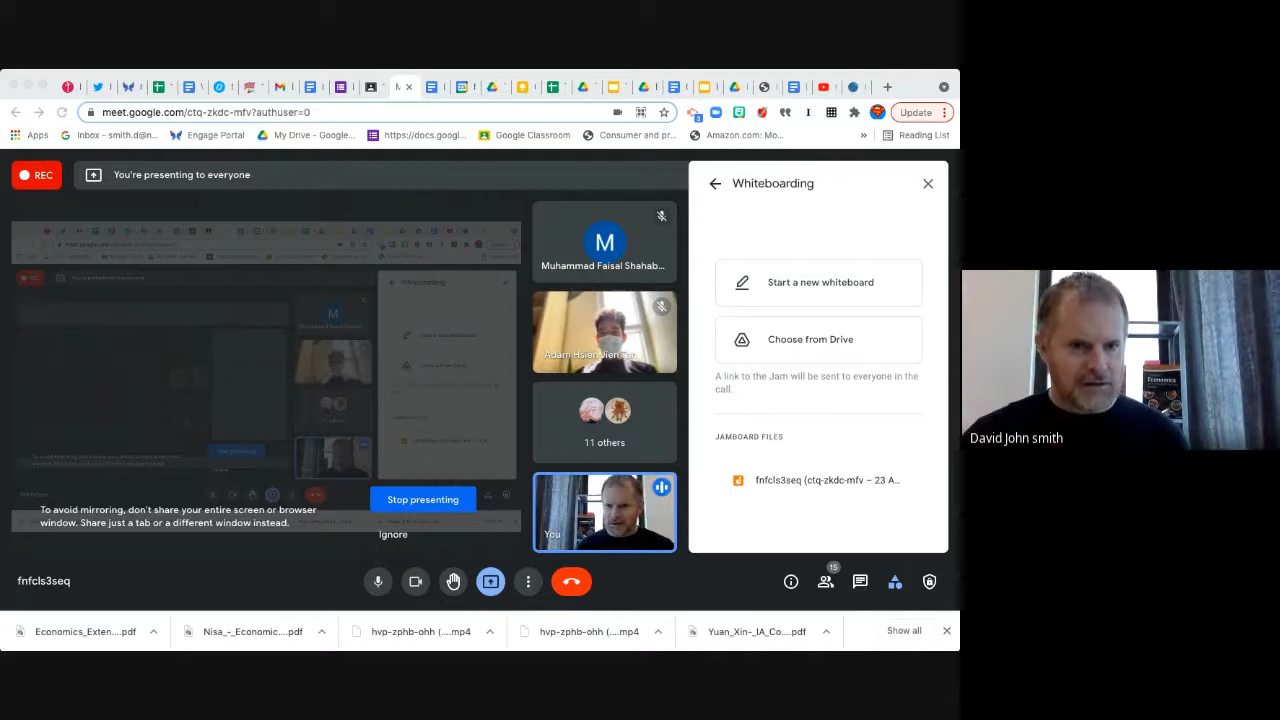 meet.google.com/ctq-zkdc-mfv?authuser=0
Update
Apps
Inbox - smith.d@n...
Engage Portal
My Drive - Google...
https://docs.googl...
Google Classroom
Consumer and pr...
Amazon.com: Mo...
»
Reading List
REC
You're presenting to everyone
Whiteboarding
M
Muhammad Faisal Shahab...
Start a new whiteboard
Choose from Drive
A link to the Jam will be sent to everyone in the
call.
Adam Hsien Jien Tan
11 others
JAMBOARD FILES
fnfcls3seq (ctq-zkdc-mfv – 23 A...
Economics
David John smith
Stop presenting
To avoid mirroring, don't share your entire screen or browser
window. Share just a tab or a different window instead.
Ignore
You
fnfcls3seq
15
Economics_Exten....pdf
Nisa_-_Economic....pdf
hvp-zphb-ohh (....mp4
hvp-zphb-ohh (....mp4
Yuan_Xin-_IA_Co....pdf
Show all